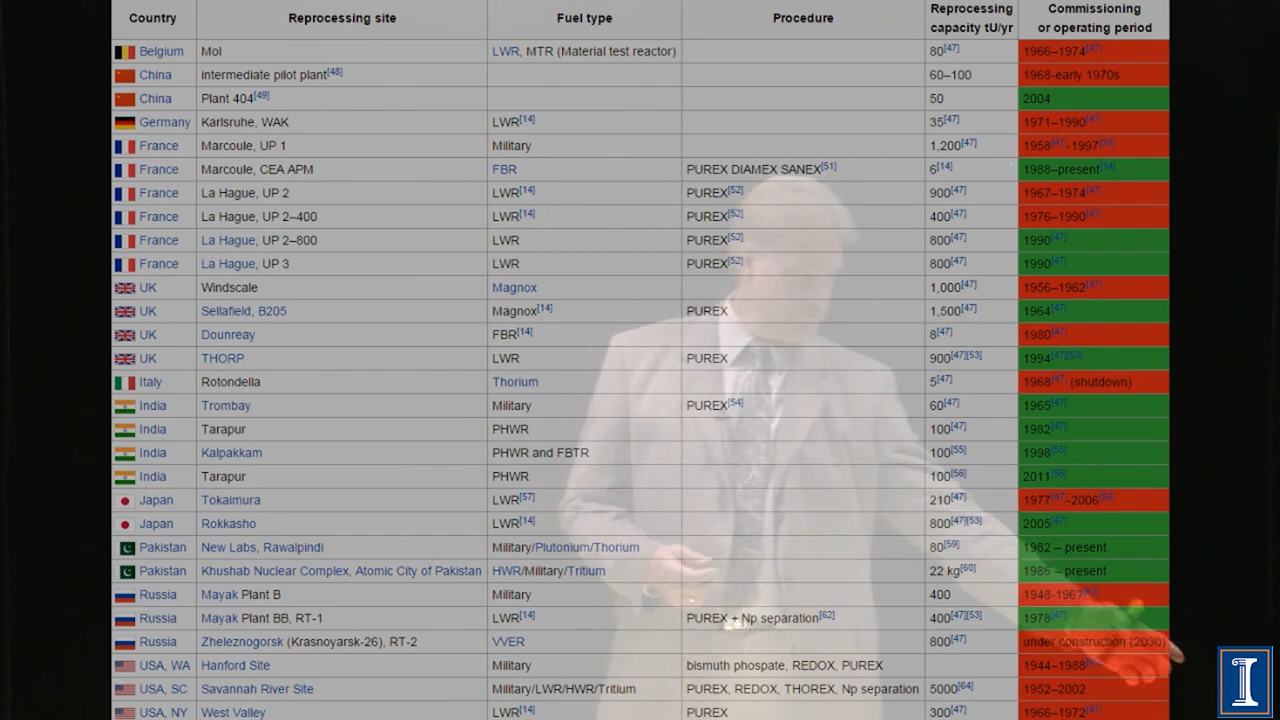 Country Reprocessing site Fuel type Procedure Reprocessing capacity tU/yr Commissioning or operating period
Belgium Mol LWR, MTR (Material test reactor) 80[47] 1966–1974[47]
China intermediate pilot plant[48] 60–100 1968-early 1970s
China Plant 404[49] 50 2004
Germany Karlsruhe, WAK LWR[14] 35[47] 1971–1990[47]
France Marcoule, UP 1 Military 1,200[47] 1958[47]-1997[50]
France Marcoule, CEA APM FBR PUREX DIAMEX SANEX[51] 6[14] 1988–present[14]
France La Hague, UP 2 LWR[14] PUREX[52] 900[47] 1967–1974[47]
France La Hague, UP 2–400 LWR[14] PUREX[52] 400[47] 1976–1990[47]
France La Hague, UP 2–800 LWR PUREX[52] 800[47] 1990[47]
France La Hague, UP 3 LWR PUREX[52] 800[47] 1990[47]
UK Windscale Magnox 1,000[47] 1956–1962[47]
UK Sellafield, B205 Magnox[14] PUREX 1,500[47] 1964[47]
UK Dounreay FBR[14] 8[47] 1980[47]
UK THORP LWR PUREX 900[47][53] 1994[47][53]
Italy Rotondella Thorium 5[47] 1968[47] (shutdown)
India Trombay Military PUREX[54] 60[47] 1965[47]
India Tarapur PHWR 100[47] 1982[47]
India Kalpakkam PHWR and FBTR 100[55] 1998[55]
India Tarapur PHWR 100[56] 2011[56]
Japan Tokaimura LWR[57] 210[47] 1977[47]-2006[58]
Japan Rokkasho LWR[14] 800[47][53] 2005[47]
Pakistan New Labs, Rawalpindi Military/Plutonium/Thorium 80[59] 1982 – present
Pakistan Khushab Nuclear Complex, Atomic City of Pakistan HWR/Military/Tritium 22 kg[60] 1986 – present
Russia Mayak Plant B Military 400 1948-196?[61]
Russia Mayak Plant BB, RT-1 LWR[14] PUREX + Np separation[62] 400[47][53] 1978[47]
Russia Zheleznogorsk (Krasnoyarsk-26), RT-2 VVER 800[47] under construction (2030)
USA, WA Hanford Site Military bismuth phospate, REDOX, PUREX 1944–1988
USA, SC Savannah River Site Military/LWR/HWR/Tritium PUREX, REDOX, THOREX, Np separation 5000[64] 1952–2002
USA, NY West Valley LWR[14] PUREX 300[47] 1966–1972[47]
I